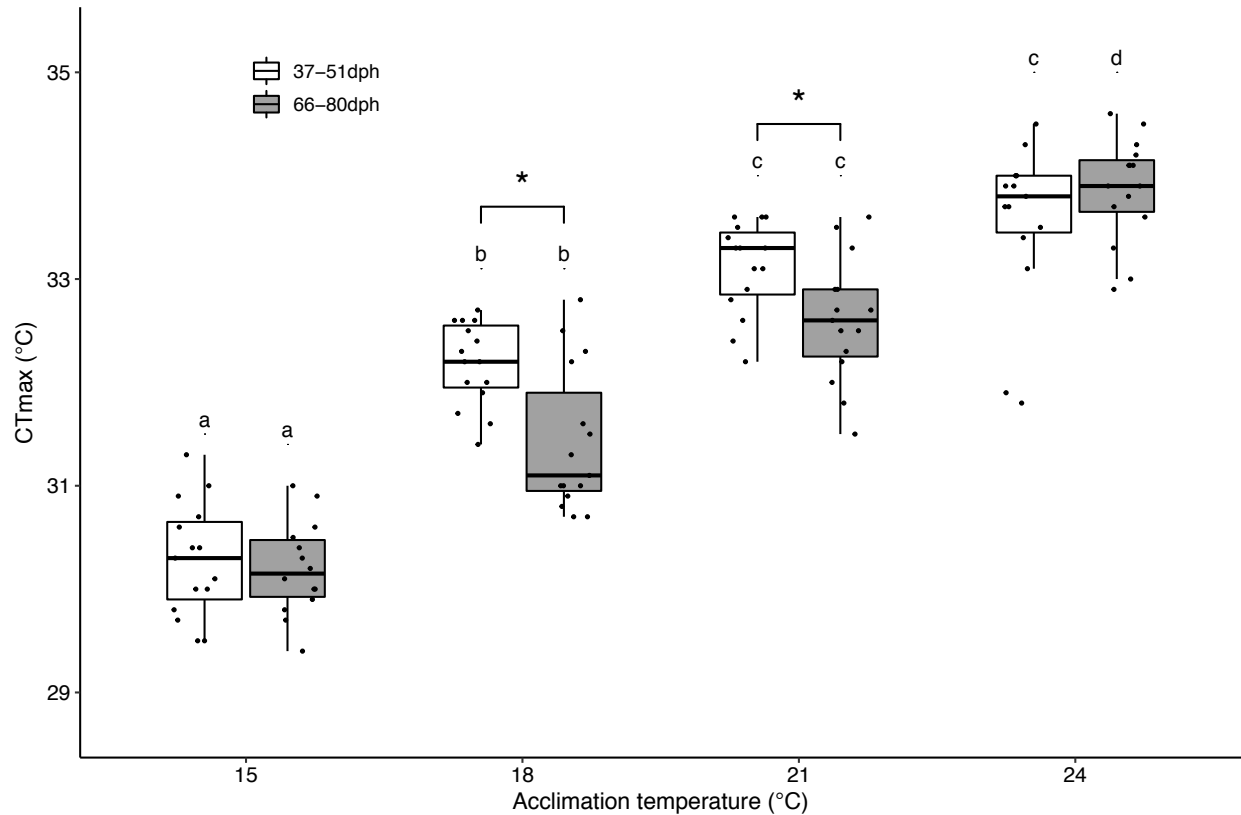 37−51dph
66−80dph
c d
*
*
c c
b b
a a
35
33
31
29
CTmax (°C)
15 18 21 24
Acclimation temperature (°C)